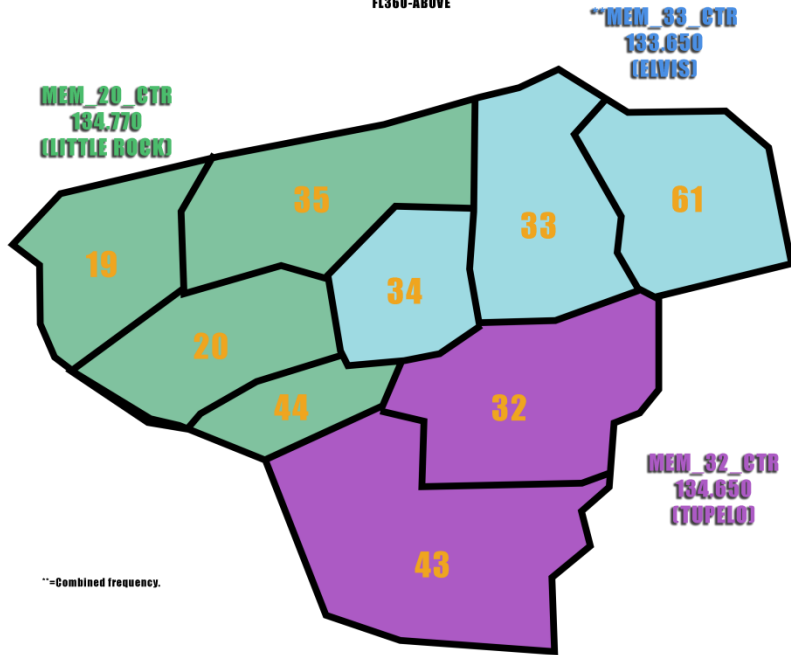 FL360-ABOVE
**MEM_33_CTR
133.650
(ELVIS)
MEM_20_CTR
134.770
(LITTLE ROCK)
35
33
61
19
34
20
44
32
MEM_32_CTR
134.650
(TUPELO)
43
**=Combined frequency.